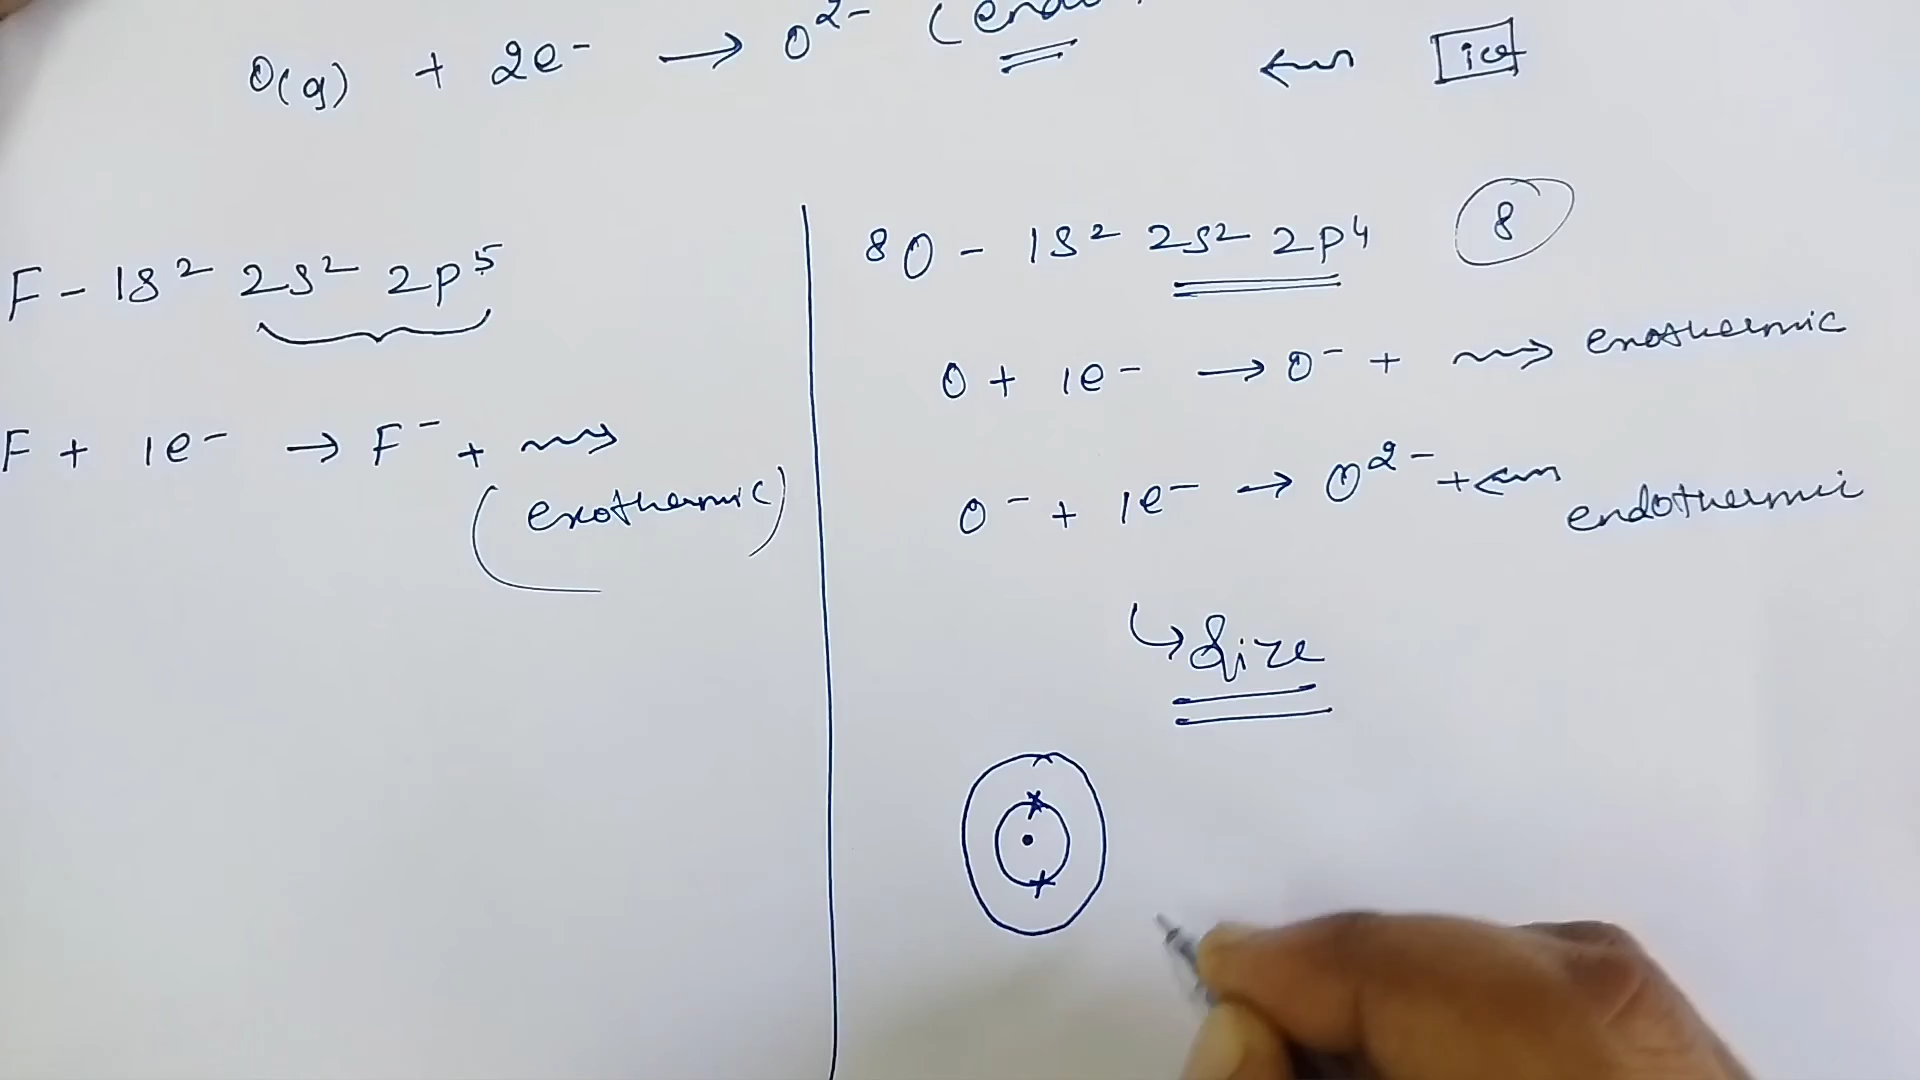 O(g) + 2e⁻ → O²⁻ (endo
ice
F - 1s² 2s² 2p⁵
F + 1e⁻ → F⁻ +
(exothermic)
⁸O - 1s² 2s² 2p⁴ 8
O + 1e⁻ → O⁻ + exothermic
O⁻ + 1e⁻ → O²⁻ + endothermic
↳ Size